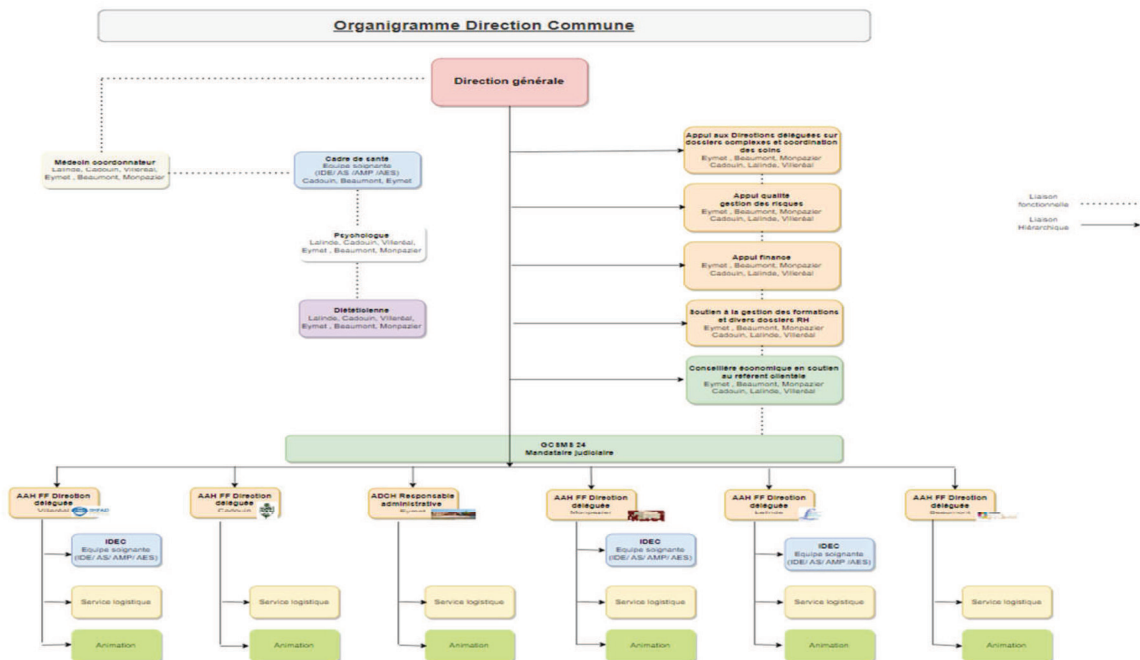 Organigramme Direction Commune
Direction générale
Médecin coordonnateur
Lalinde, Cadouin, Villeréal,
Eymet , Beaumont, Monpazier
Cadre de santé
Equipe soignante
(IDE/ AS /AMP /AES)
Cadouin, Beaumont, Eymet
Psychologue
Lalinde, Cadouin, Villeréal,
Eymet , Beaumont, Monpazier
Diététicienne
Lalinde, Cadouin, Villeréal,
Eymet , Beaumont, Monpazier
Appui aux Directions déléguées sur
dossiers complexes et coordination
des soins
Eymet , Beaumont, Monpazier
Cadouin, Lalinde, Villeréal
Appui qualité
gestion des risques
Eymet , Beaumont, Monpazier
Cadouin, Lalinde, Villeréal
Appui finance
Eymet , Beaumont, Monpazier
Cadouin, Lalinde, Villeréal
Soutien à la gestion des formations
et divers dossiers RH
Eymet , Beaumont, Monpazier
Cadouin, Lalinde, Villeréal
Conseillère économique en soutien
au référent clientèle
Eymet , Beaumont, Monpazier
Cadouin, Lalinde, Villeréal
Liaison
fonctionnelle
Liaison
Hiérarchique
GCSMS 24
Mandataire judiciaire
AAH FF Direction
déléguée
Villeréal
AAH FF Direction
déléguée
Cadouin
ADCH Responsable
administrative
Eymet
AAH FF Direction
déléguée
Monpazier
AAH FF Direction
déléguée
Lalinde
AAH FF Direction
déléguée
Beaumont
IDEC
Equipe soignante
(IDE/ AS/ AMP/ AES)
IDEC
Equipe soignante
(IDE/ AS/ AMP/ AES)
IDEC
Equipe soignante
(IDE/ AS/ AMP /AES)
Service logistique
Service logistique
Service logistique
Service logistique
Service logistique
Service logistique
Animation
Animation
Animation
Animation
Animation
Animation